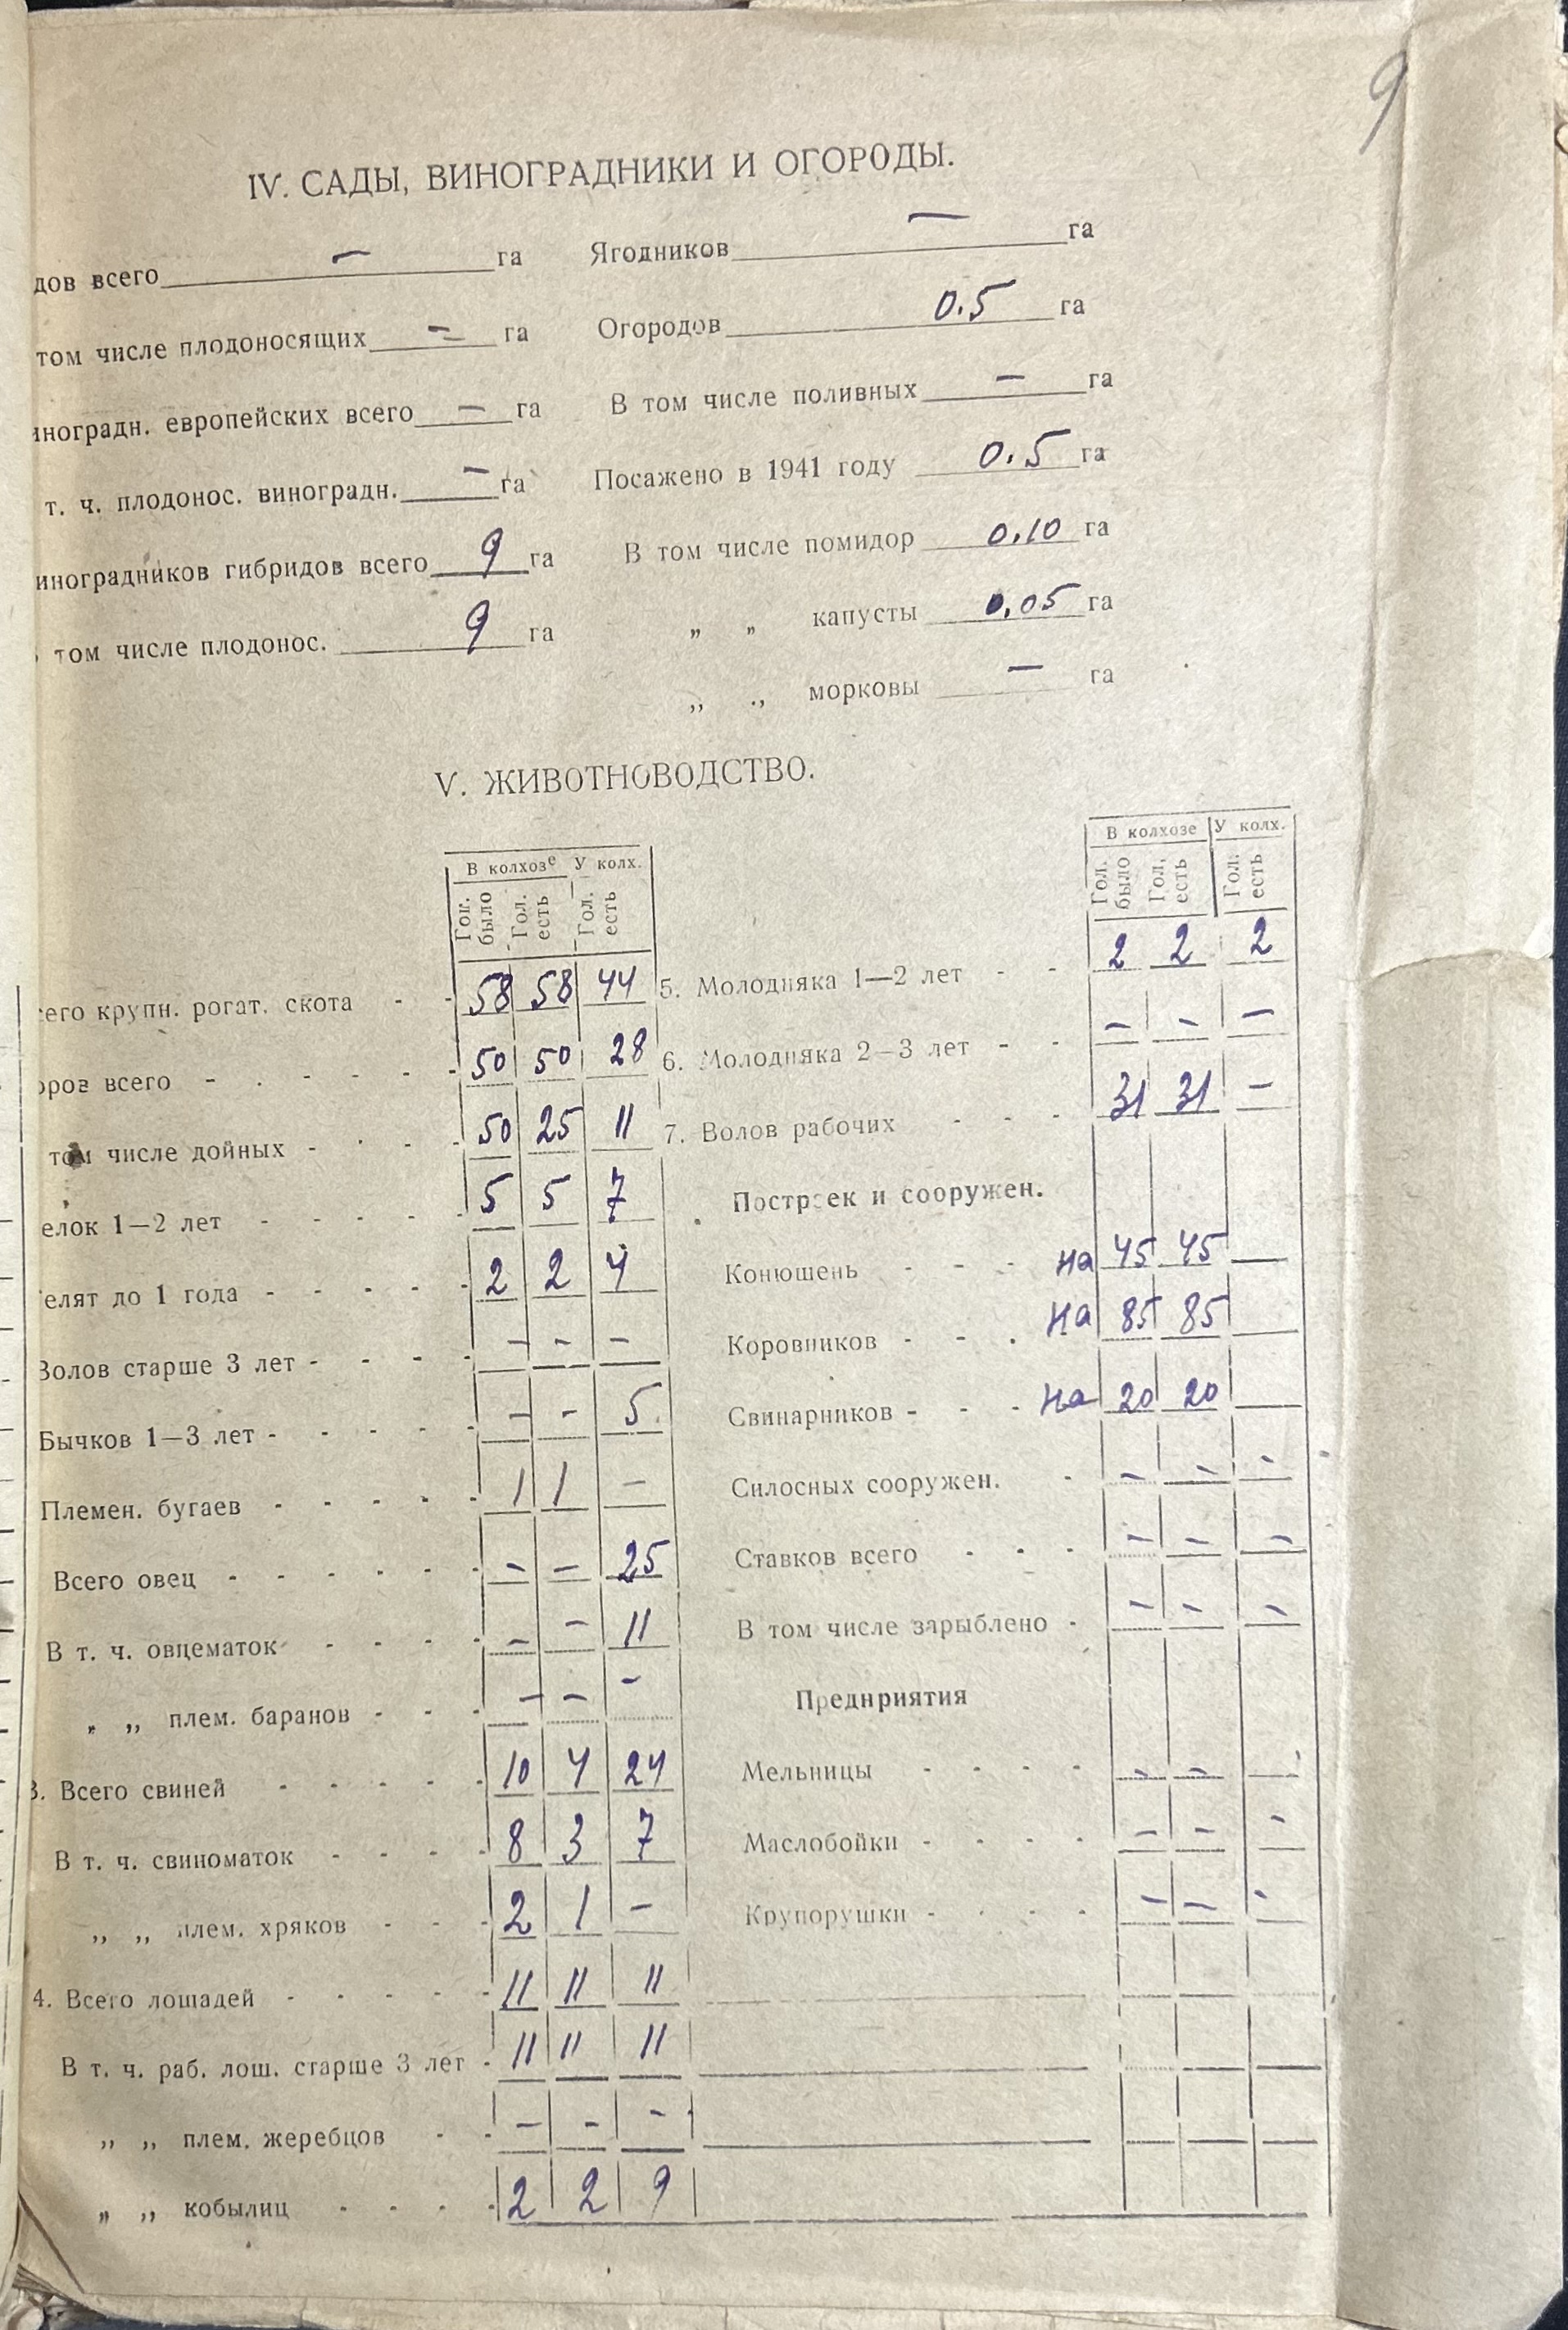 9
IV. САДЫ, ВИНОГРАДНИКИ И ОГОРОДЫ.
дов всего — га
том числе плодоносящих — га
иноградн. европейских всего — га
т. ч. плодонос. виноградн. — га
иноградников гибридов всего 9 га
том числе плодонос. 9 га
Ягодников — га
Огородов 0.5 га
В том числе поливных — га
Посажено в 1941 году 0.5 га
В том числе помидор 0.10 га
„ „ капусты 0.05 га
„ „ морковы — га
V. ЖИВОТНОВОДСТВО.
В колхозе У колх.
Гол. было Гол. есть Гол. есть
сего крупн. рогат. скота - - 58 58 44
оров всего - - - - - 50 50 28
том числе дойных - - - - 50 25 11
елок 1—2 лет - - - - 5 5 7
елят до 1 года - - - - - 2 2 4
Волов старше 3 лет - - - - — — —
Бычков 1—3 лет - - - - - — — 5
Племен. бугаев - - - - - 1 1 —
Всего овец - - - - - - — — 25
В т. ч. овцематок - - - - — — 11
„ „ плем. баранов - - - — — —
3. Всего свиней - - - - - 10 4 24
В т. ч. свиноматок - - - - 8 3 7
„ „ плем. хряков - - - 2 1 —
4. Всего лошадей - - - - - 11 11 11
В т. ч. раб. лош. старше 3 лет - 11 11 11
„ „ плем. жеребцов - - — — —
„ „ кобылиц - - - - 2 2 9
В колхозе У колх.
Гол. было Гол. есть Гол. есть
5. Молодняка 1—2 лет - - 2 2 2
6. Молодняка 2—3 лет - - — — —
7. Волов рабочих - - - 31 31 —
Построек и сооружен.
Конюшень - - - на 45 45
Коровников - - - на 85 85
Свинарников - - - на 20 20
Силосных сооружен. - — — —
Ставков всего - - - — — —
В том числе зарыблено - — — —
Предприятия
Мельницы - - - - — —
Маслобойки - - - - — — —
Крупорушки - - - - — — —